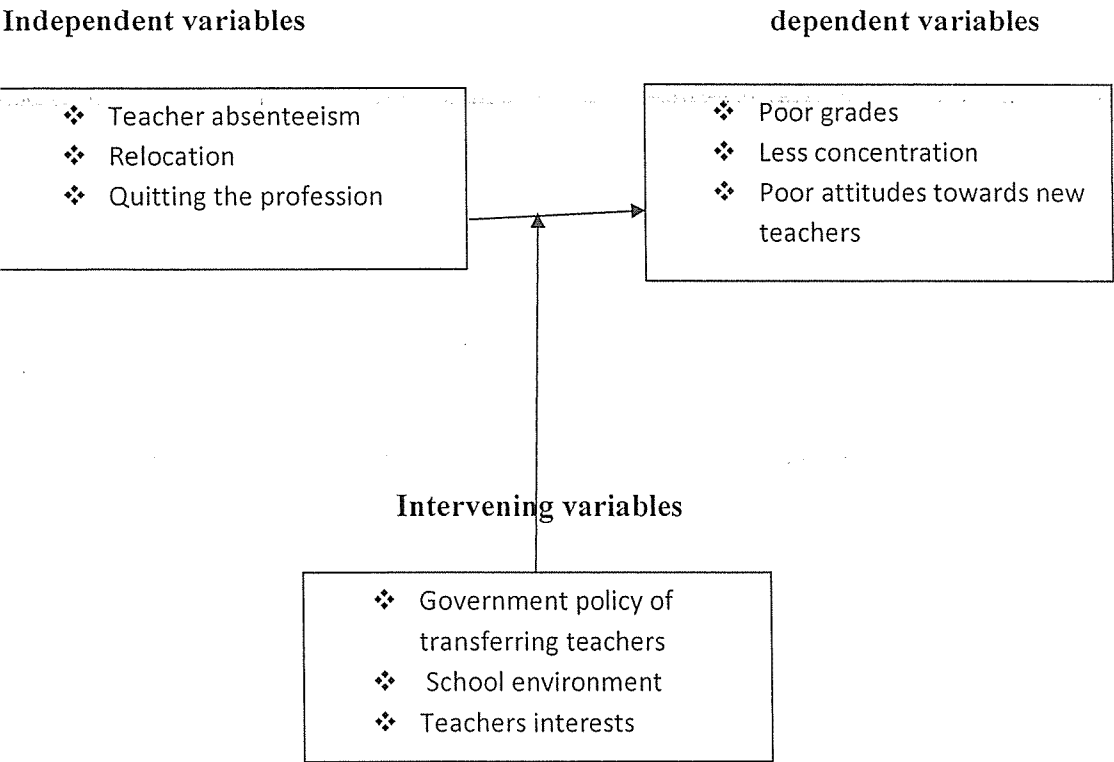 Independent variables
dependent variables
❖ Teacher absenteeism
❖ Relocation
❖ Quitting the profession
❖ Poor grades
❖ Less concentration
❖ Poor attitudes towards new
teachers
Intervening variables
❖ Government policy of
transferring teachers
❖ School environment
❖ Teachers interests